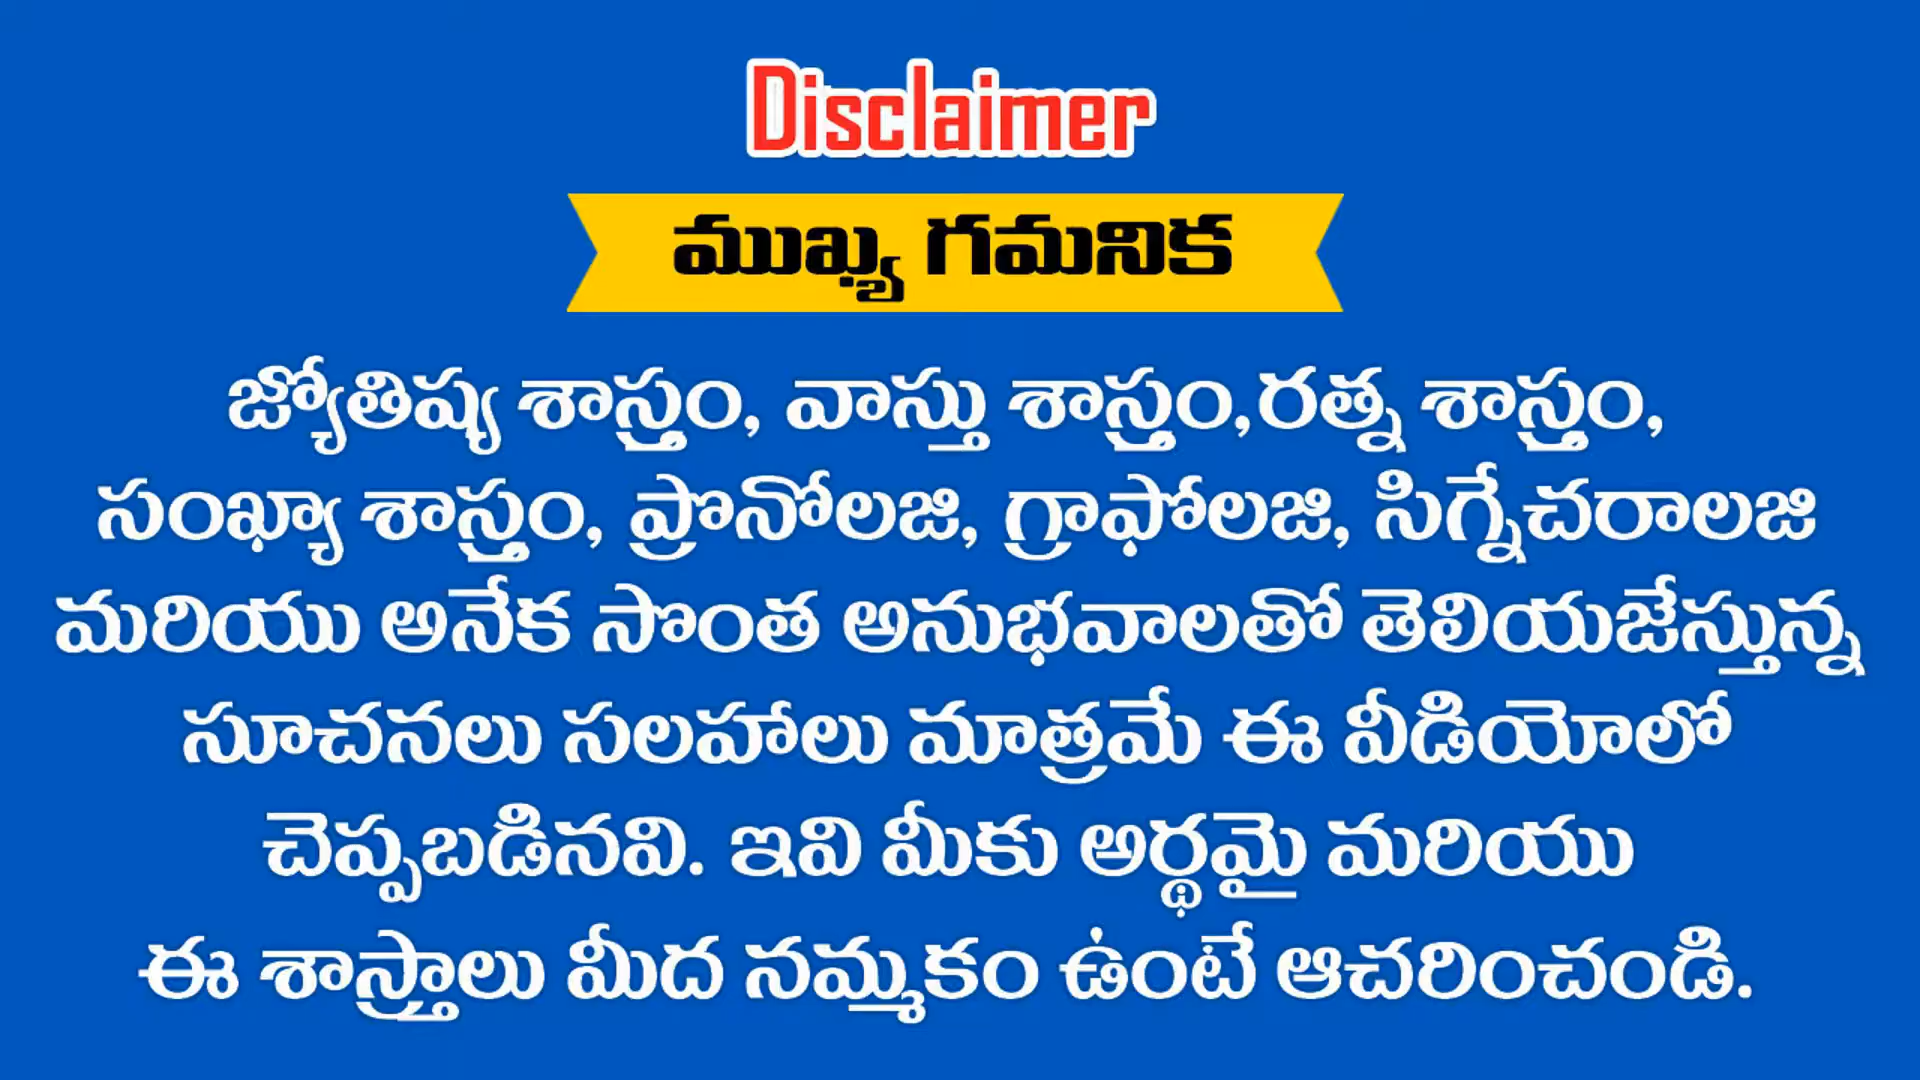 Disclaimer
ముఖ్య గమనిక
జ్యోతిష్య శాస్త్రం, వాస్తు శాస్త్రం,రత్న శాస్త్రం,
సంఖ్యా శాస్త్రం, ప్రొనోలజి, గ్రాఫోలజి, సిగ్నేచరాలజి
మరియు అనేక సొంత అనుభవాలతో తెలియజేస్తున్న
సూచనలు సలహాలు మాత్రమే ఈ వీడియోలో
చెప్పబడినవి. ఇవి మీకు అర్థమై మరియు
ఈ శాస్త్రాలు మీద నమ్మకం ఉంటే ఆచరించండి.